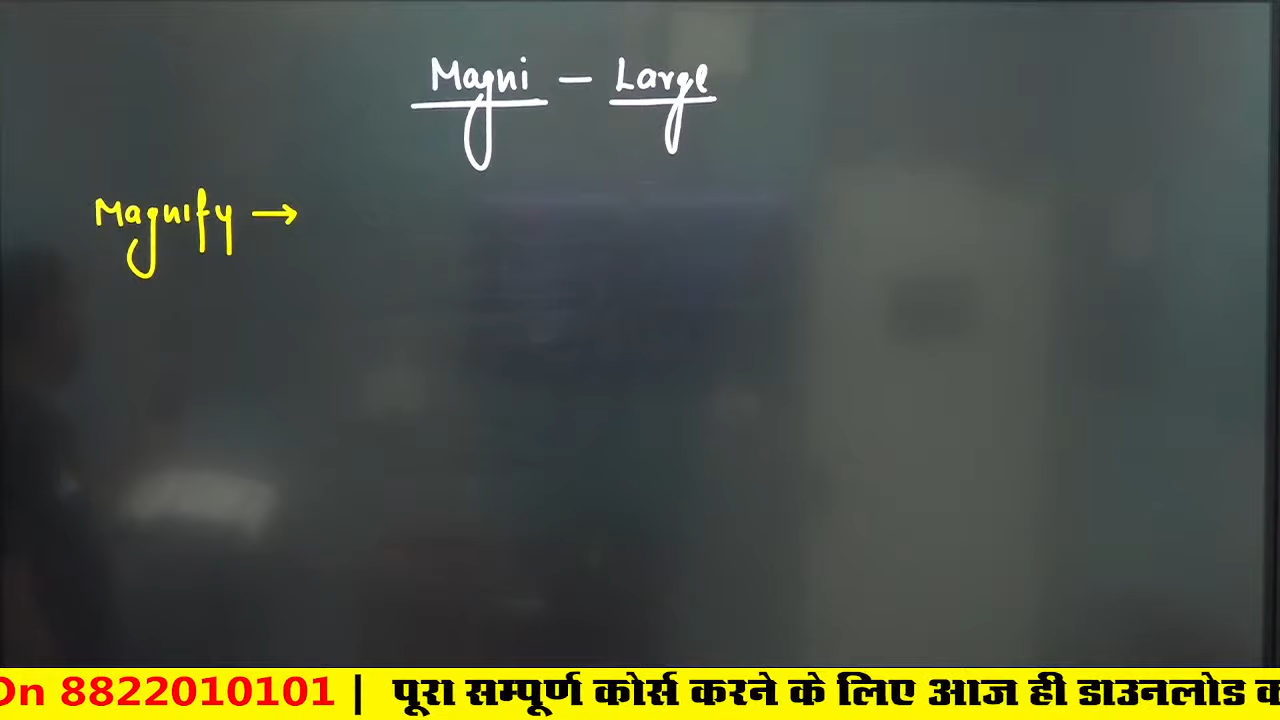 Magni - Large
Magnify →
On 8822010101 | पूरा सम्पूर्ण कोर्स करने के लिए आज ही डाउनलोड क